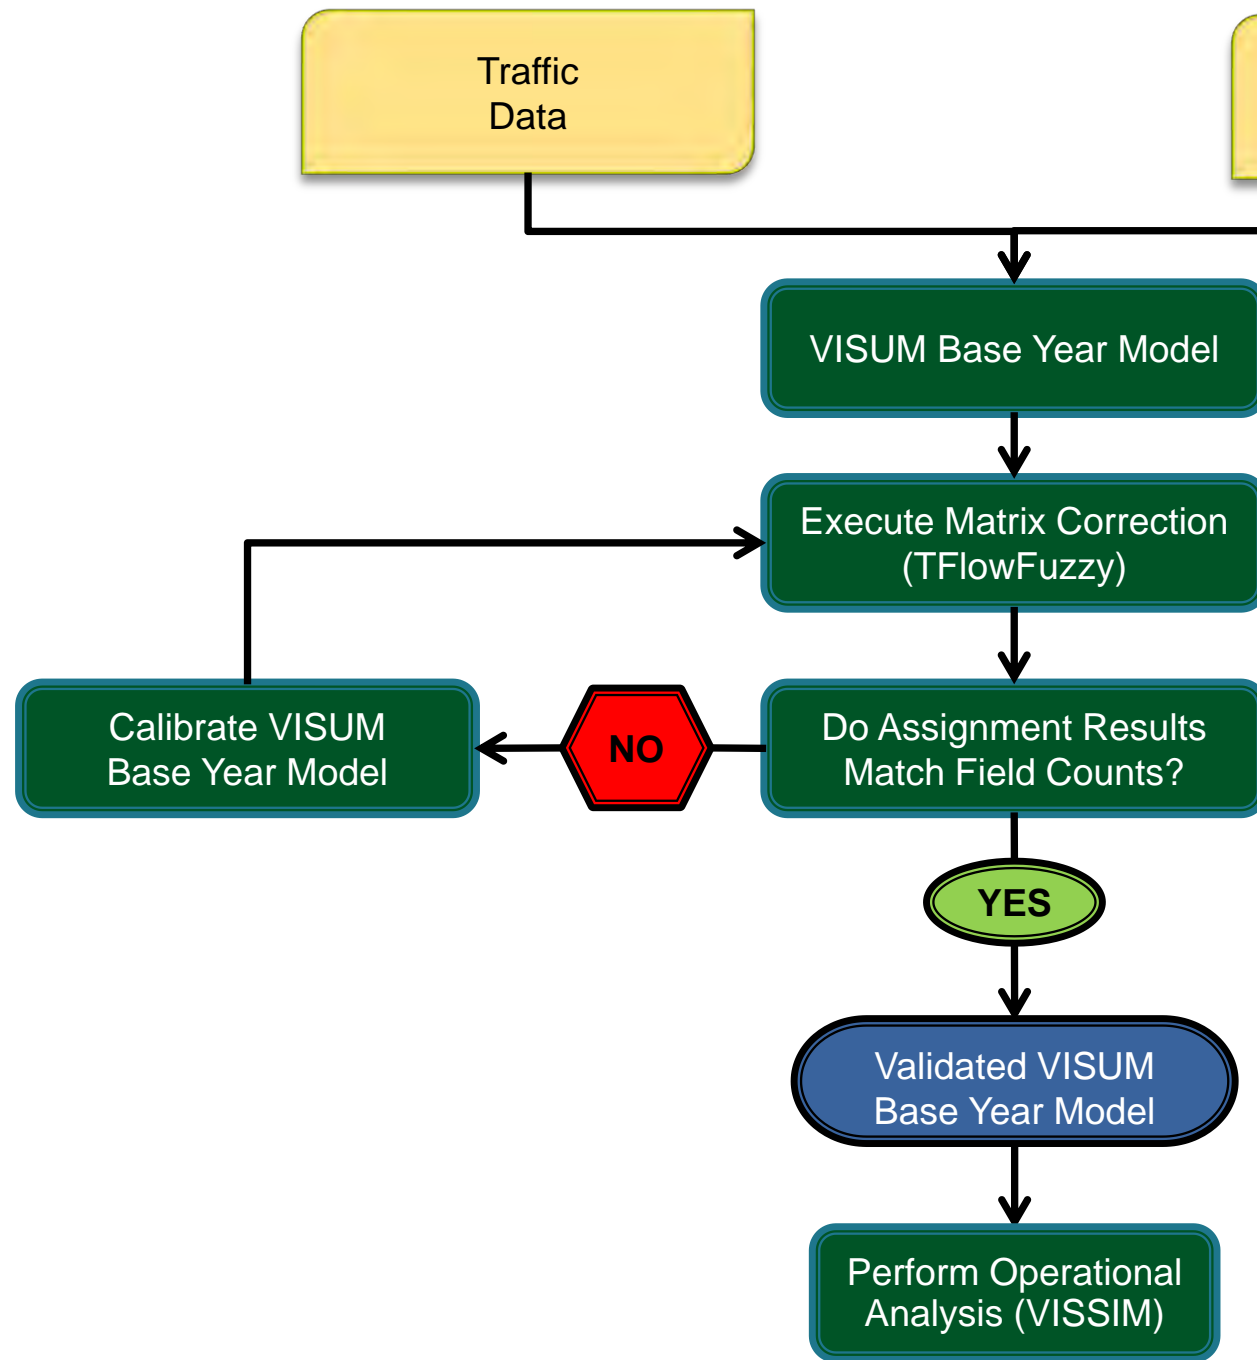 Traffic
Data
VISUM Base Year Model
Execute Matrix Correction
(TFlowFuzzy)
Calibrate VISUM
Base Year Model
NO
Do Assignment Results
Match Field Counts?
YES
Validated VISUM
Base Year Model
Perform Operational
Analysis (VISSIM)